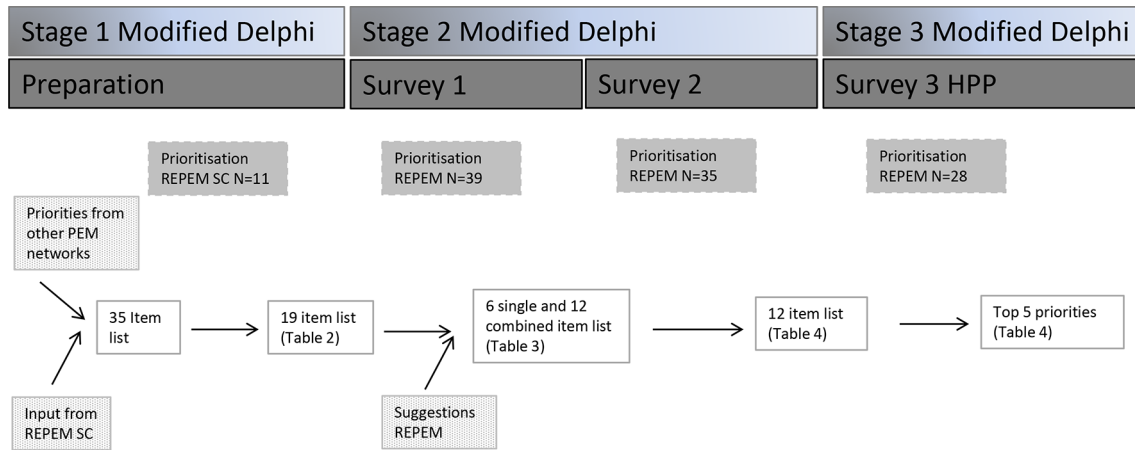 Stage 1 Modified Delphi
Stage 2 Modified Delphi
Stage 3 Modified Delphi
Preparation
Survey 1
Survey 2
Survey 3 HPP
Prioritisation
REPEM SC N=11
Prioritisation
REPEM N=39
Prioritisation
REPEM N=35
Prioritisation
REPEM N=28
Priorities from
other PEM
networks
35 Item
list
19 item list
(Table 2)
6 single and 12
combined item list
(Table 3)
12 item list
(Table 4)
Top 5 priorities
(Table 4)
Input from
REPEM SC
Suggestions
REPEM